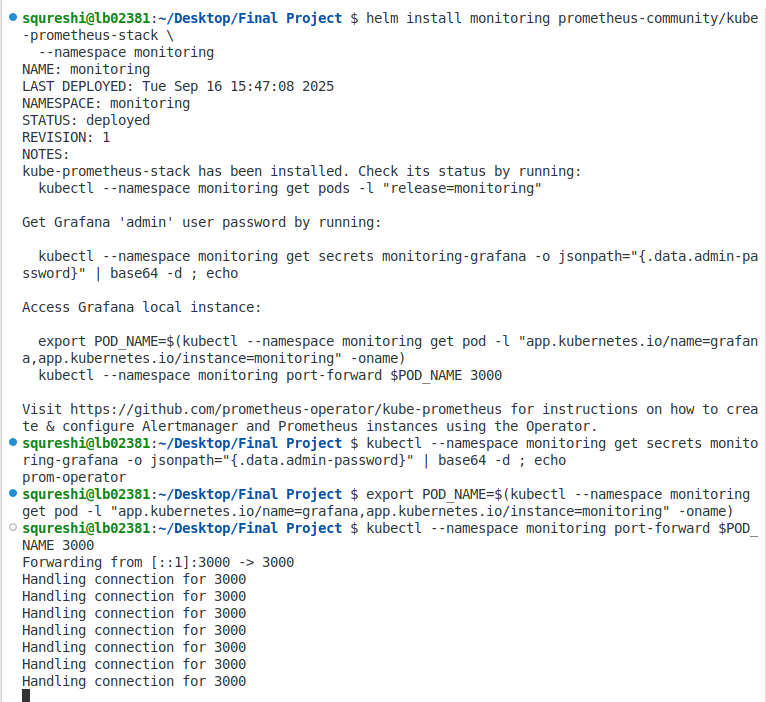 squreshi@lb02381:~/Desktop/Final Project $ helm install monitoring prometheus-community/kube
-prometheus-stack \
  --namespace monitoring
NAME: monitoring
LAST DEPLOYED: Tue Sep 16 15:47:08 2025
NAMESPACE: monitoring
STATUS: deployed
REVISION: 1
NOTES:
kube-prometheus-stack has been installed. Check its status by running:
  kubectl --namespace monitoring get pods -l "release=monitoring"

Get Grafana 'admin' user password by running:

  kubectl --namespace monitoring get secrets monitoring-grafana -o jsonpath="{.data.admin-pa
ssword}" | base64 -d ; echo

Access Grafana local instance:

  export POD_NAME=$(kubectl --namespace monitoring get pod -l "app.kubernetes.io/name=grafan
a,app.kubernetes.io/instance=monitoring" -oname)
  kubectl --namespace monitoring port-forward $POD_NAME 3000

Visit https://github.com/prometheus-operator/kube-prometheus for instructions on how to crea
te & configure Alertmanager and Prometheus instances using the Operator.
squreshi@lb02381:~/Desktop/Final Project $ kubectl --namespace monitoring get secrets monito
ring-grafana -o jsonpath="{.data.admin-password}" | base64 -d ; echo
prom-operator
squreshi@lb02381:~/Desktop/Final Project $ export POD_NAME=$(kubectl --namespace monitoring
get pod -l "app.kubernetes.io/name=grafana,app.kubernetes.io/instance=monitoring" -oname)
squreshi@lb02381:~/Desktop/Final Project $ kubectl --namespace monitoring port-forward $POD_
NAME 3000
Forwarding from [::1]:3000 -> 3000
Handling connection for 3000
Handling connection for 3000
Handling connection for 3000
Handling connection for 3000
Handling connection for 3000
Handling connection for 3000
Handling connection for 3000